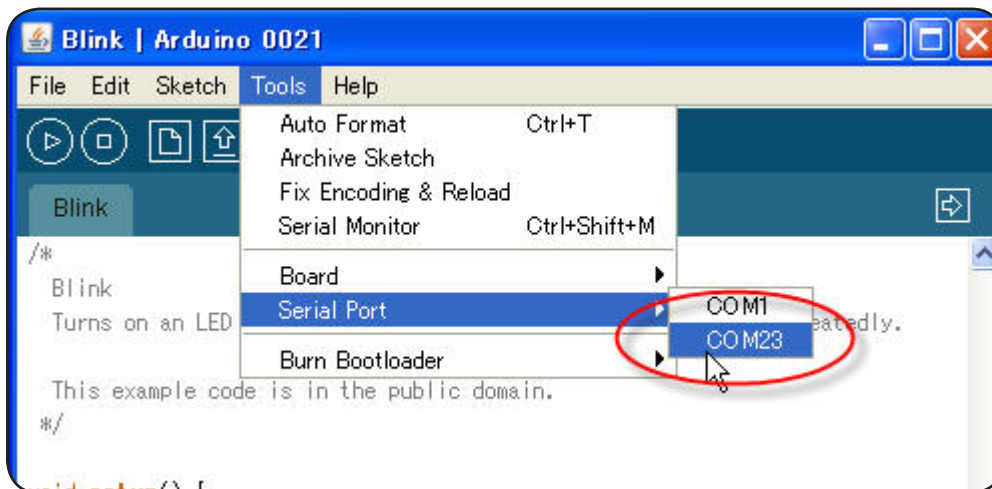 Blink | Arduino 0021
File Edit Sketch Tools Help
Auto Format Ctrl+T
Archive Sketch
Fix Encoding & Reload
Serial Monitor Ctrl+Shift+M
Board
Serial Port
Burn Bootloader
COM1
COM23
Blink
/*
Blink
Turns on an LED eatedly.
This example code is in the public domain.
*/
void setup() {